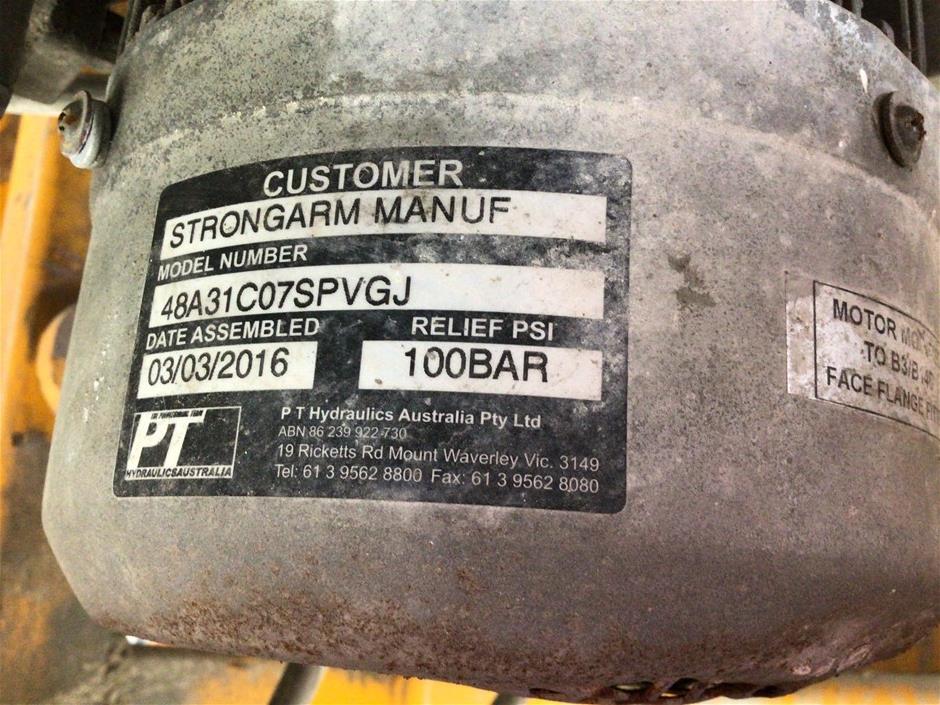 CUSTOMER
STRONGARM MANUF
MODEL NUMBER
48A31C07SPVGJ
DATE ASSEMBLED RELIEF PSI
03/03/2016 100BAR
PT
HYDRAULICSAUSTRALIA
P T Hydraulics Australia Pty Ltd
ABN 86 239 922 730
19 Ricketts Rd Mount Waverley Vic. 3149
Tel: 61 3 9562 8800 Fax: 61 3 9562 8080
MOTOR
TO
FACE FLANGE